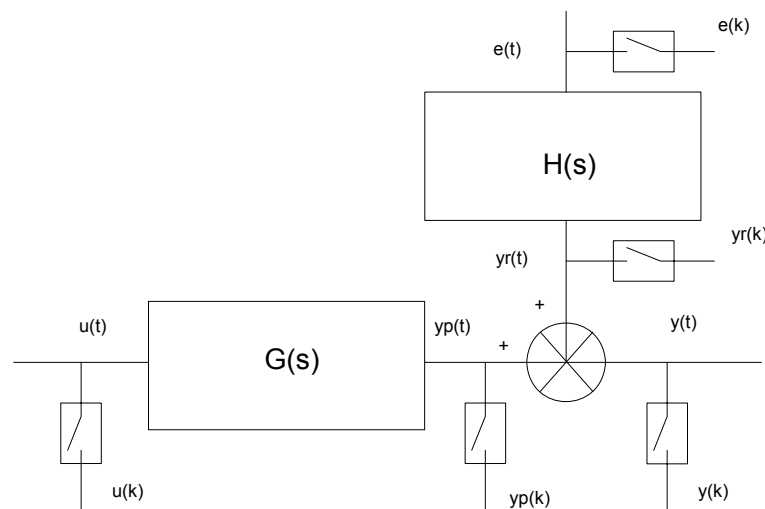 e(k)
e(t)
H(s)
yr(k)
yr(t)
+
u(t)
yp(t)
+
y(t)
G(s)
u(k)
yp(k)
y(k)